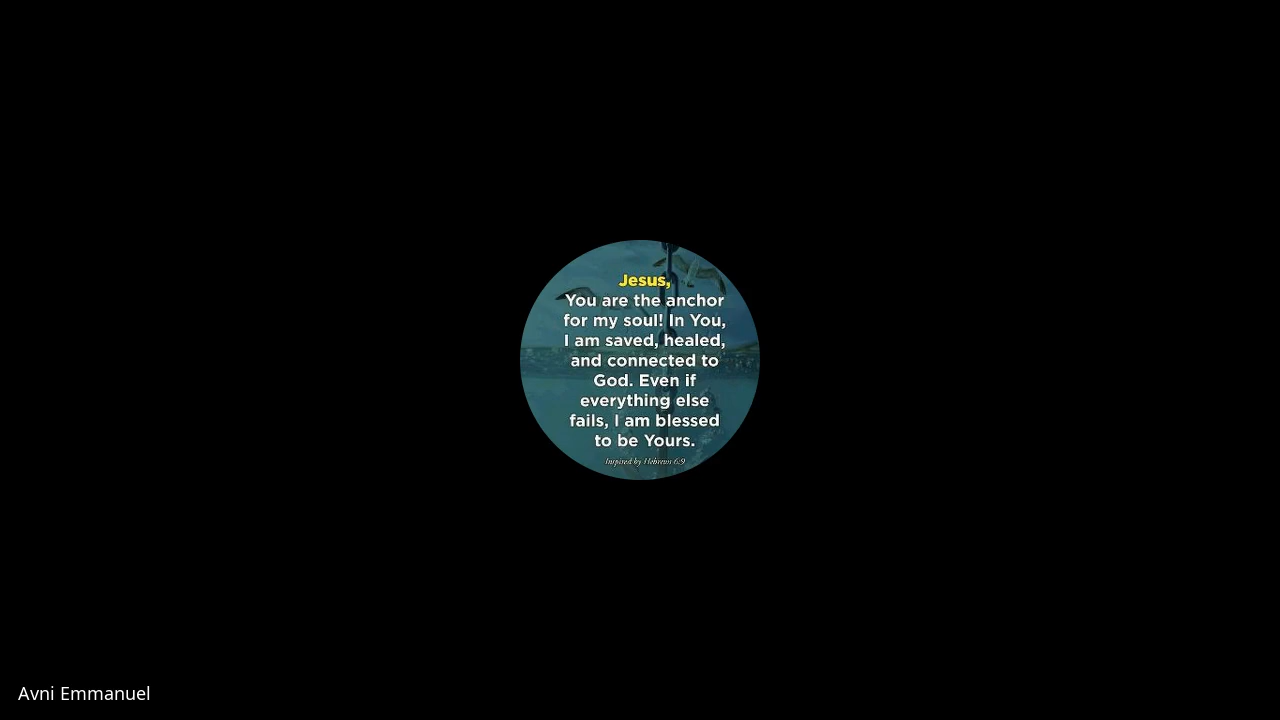 Jesus,
You are the anchor
for my soul! In You,
I am saved, healed,
and connected to
God. Even if
everything else
fails, I am blessed
to be Yours.
Inspired by Hebrews 6:9
Avni Emmanuel